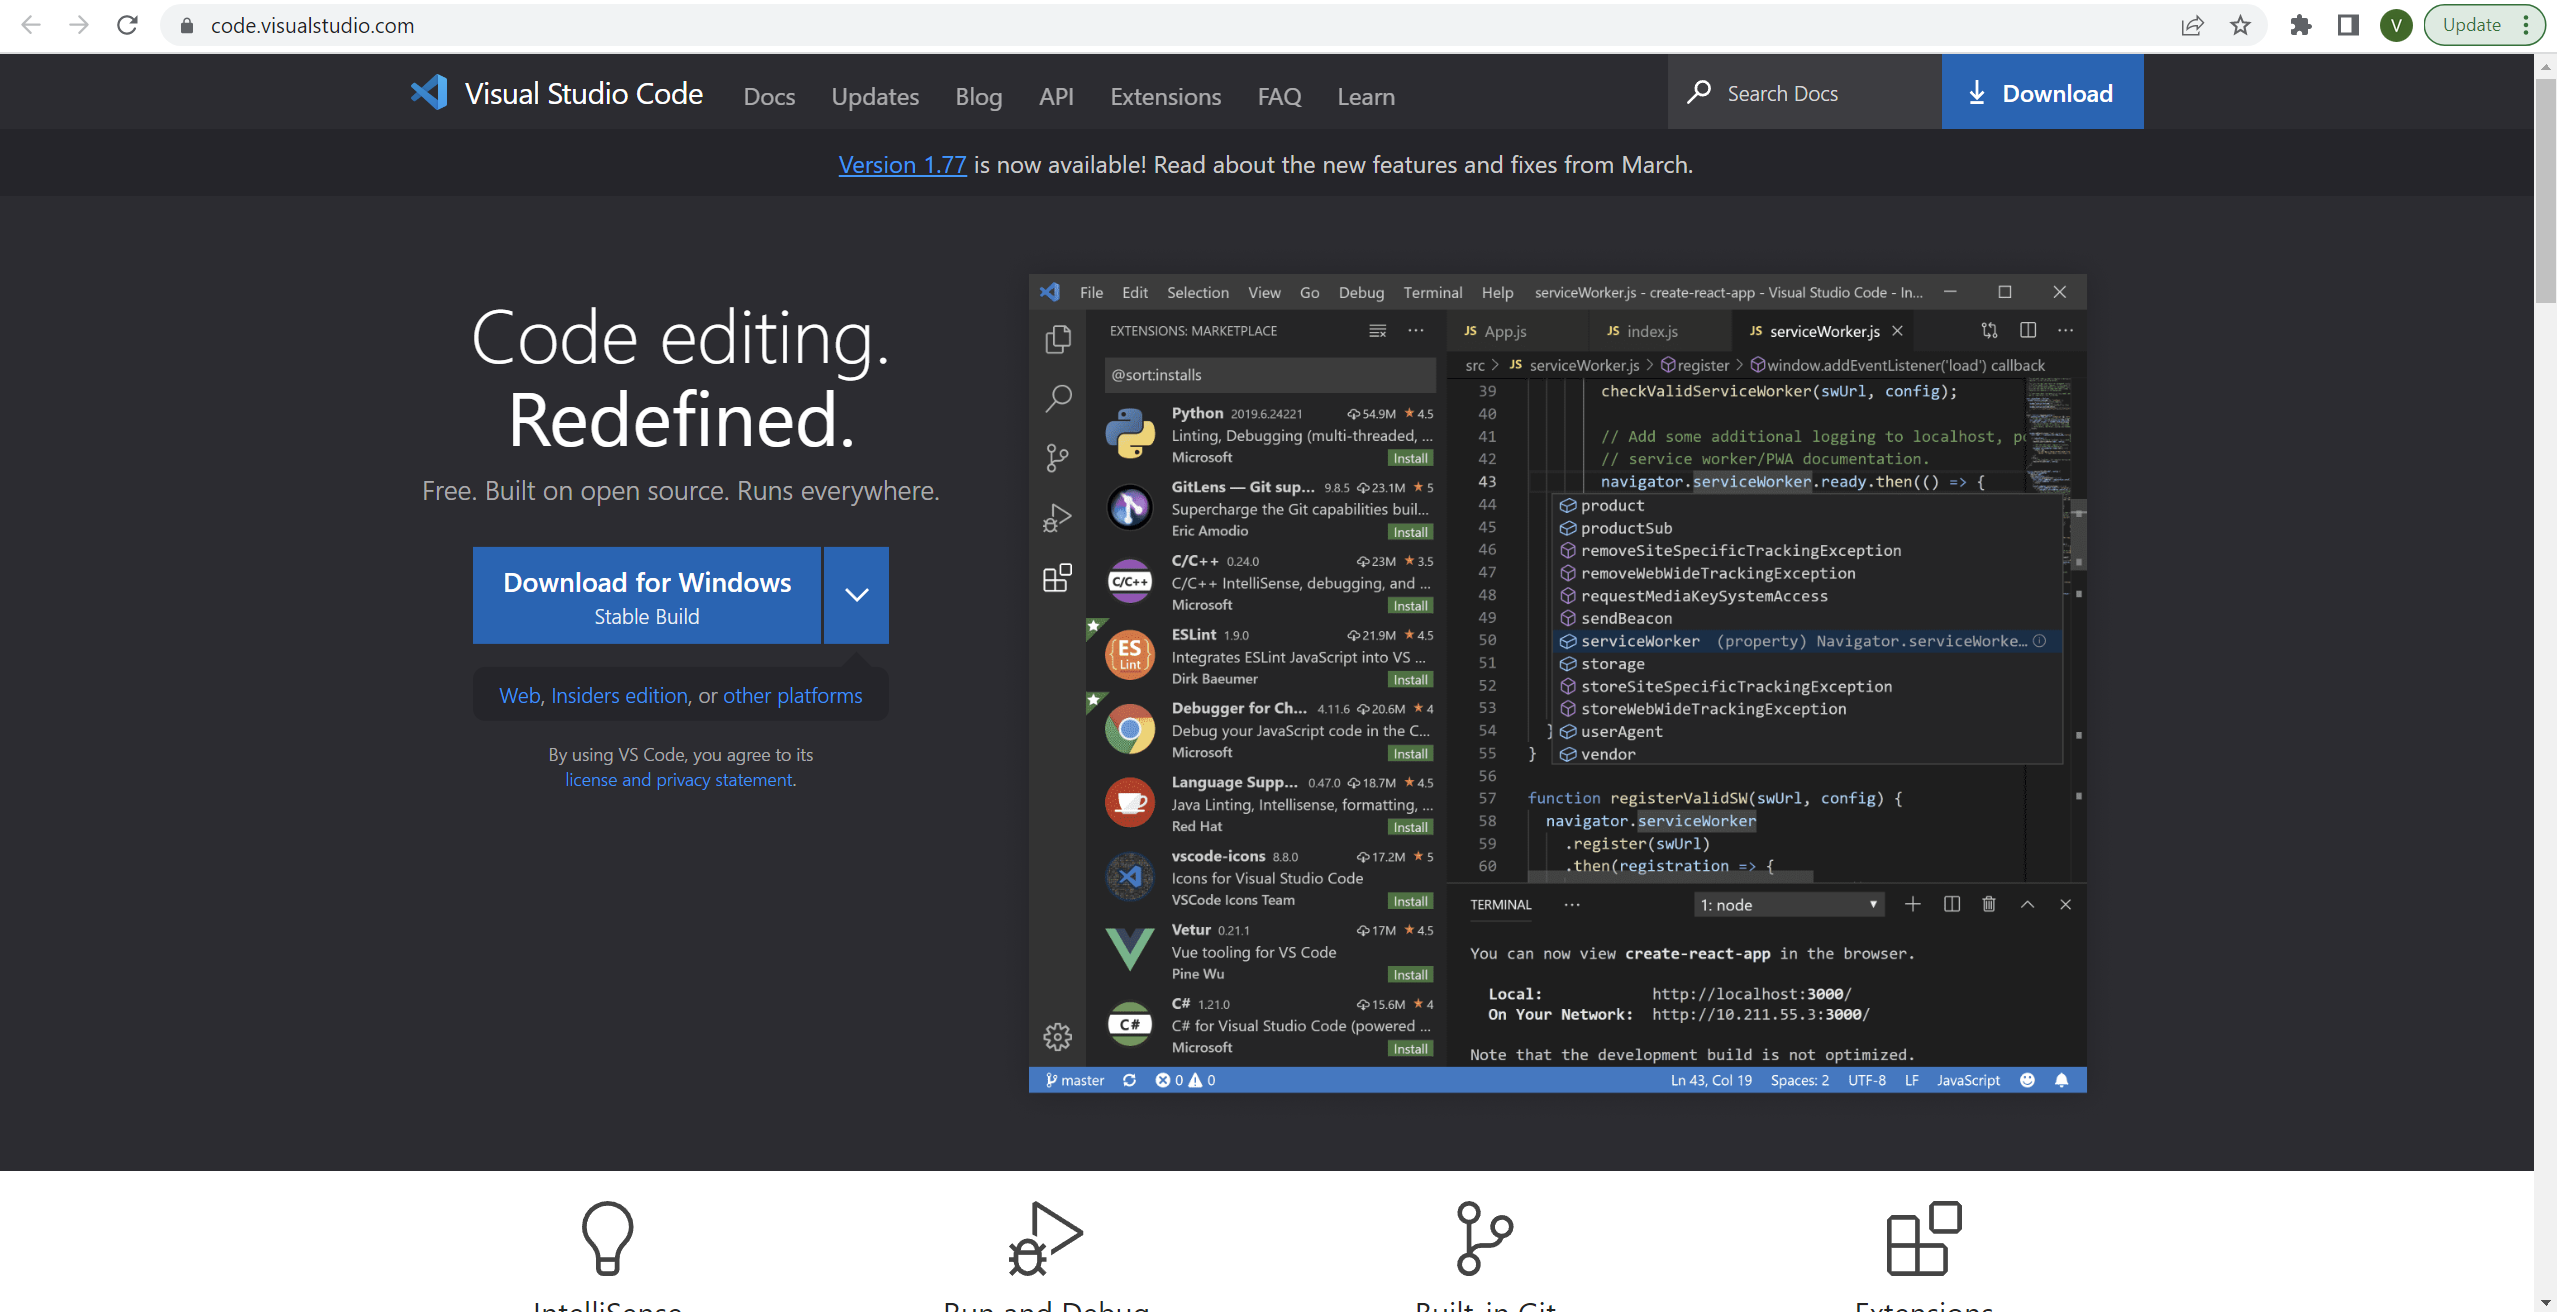 code.visualstudio.com
V
Update
Visual Studio Code
Docs
Updates
Blog
API
Extensions
FAQ
Learn
Search Docs
Download
Version 1.77 is now available! Read about the new features and fixes from March.
Code editing.
Redefined.
Free. Built on open source. Runs everywhere.
Download for Windows
Stable Build
Web, Insiders edition, or other platforms
By using VS Code, you agree to its
license and privacy statement.
File Edit Selection View Go Debug Terminal Help serviceWorker.js - create-react-app - Visual Studio Code - In...
EXTENSIONS: MARKETPLACE
@sort:installs
Python 2019.6.24221 54.9M 4.5
Linting, Debugging (multi-threaded, ...
Microsoft Install
GitLens — Git sup... 9.8.5 23.1M 5
Supercharge the Git capabilities buil...
Eric Amodio Install
C/C++
C/C++ 0.24.0 23M 3.5
C/C++ IntelliSense, debugging, and ...
Microsoft Install
ES
Lint
ESLint 1.9.0 21.9M 4.5
Integrates ESLint JavaScript into VS ...
Dirk Baeumer Install
Debugger for Ch... 4.11.6 20.6M 4
Debug your JavaScript code in the C...
Microsoft Install
Language Supp... 0.47.0 18.7M 4.5
Java Linting, Intellisense, formatting, ...
Red Hat Install
vscode-icons 8.8.0 17.2M 5
Icons for Visual Studio Code
VSCode Icons Team Install
Vetur 0.21.1 17M 4.5
Vue tooling for VS Code
Pine Wu Install
C#
C# 1.21.0 15.6M 4
C# for Visual Studio Code (powered ...
Microsoft Install
JS App.js JS index.js JS serviceWorker.js
src > JS serviceWorker.js > register > window.addEventListener('load') callback
39 checkValidServiceWorker(swUrl, config);
40
41 // Add some additional logging to localhost, po
42 // service worker/PWA documentation.
43 navigator.serviceWorker.ready.then(() => {
44 product
45 productSub
46 removeSiteSpecificTrackingException
47 removeWebWideTrackingException
48 requestMediaKeySystemAccess
49 sendBeacon
50 serviceWorker (property) Navigator.serviceWorke...
51 storage
52 storeSiteSpecificTrackingException
53 storeWebWideTrackingException
54 } userAgent
55 } vendor
56
57 function registerValidSW(swUrl, config) {
58 navigator.serviceWorker
59 .register(swUrl)
60 .then(registration => {
TERMINAL ... 1: node
You can now view create-react-app in the browser.
Local: http://localhost:3000/
On Your Network: http://10.211.55.3:3000/
Note that the development build is not optimized.
master 0 0 Ln 43, Col 19 Spaces: 2 UTF-8 LF JavaScript
IntelliSense
Run and Debug
Built-in Git
Extensions